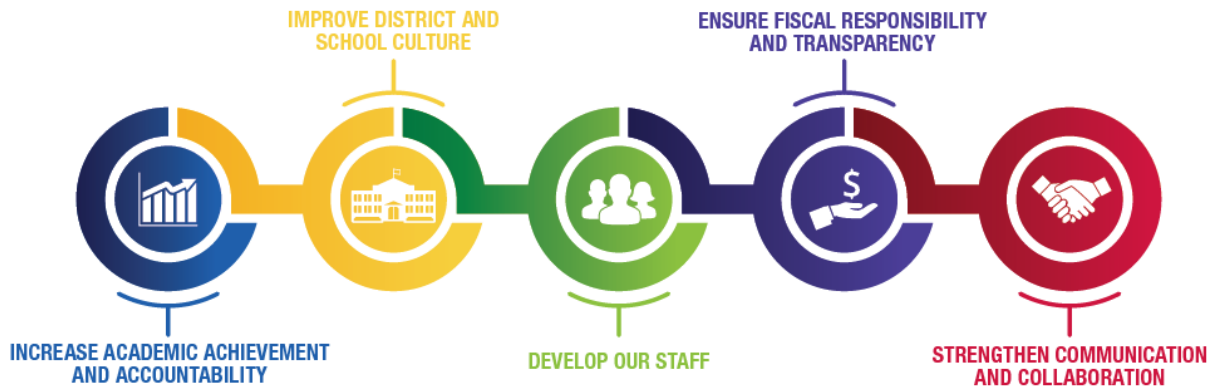 IMPROVE DISTRICT AND
SCHOOL CULTURE
ENSURE FISCAL RESPONSIBILITY
AND TRANSPARENCY
$
INCREASE ACADEMIC ACHIEVEMENT
AND ACCOUNTABILITY
DEVELOP OUR STAFF
STRENGTHEN COMMUNICATION
AND COLLABORATION